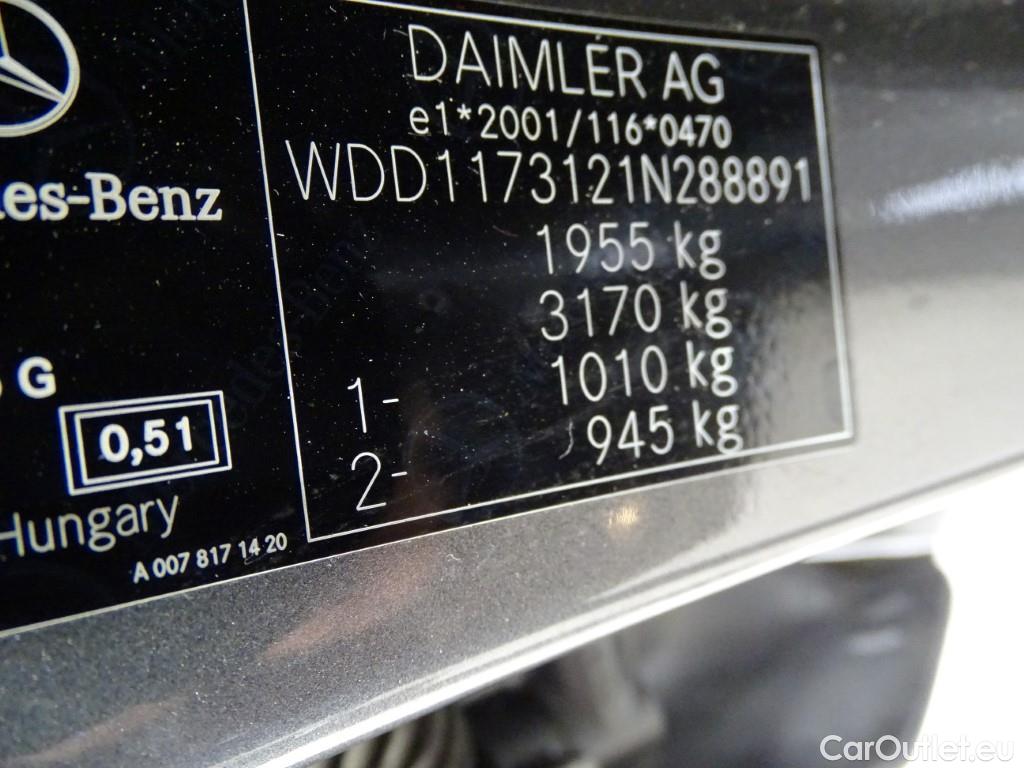 DAIMLER AG
e1*2001/116*0470
WDD1173121N288891
1955 kg
3170 kg
1- 1010 kg
2- 945 kg
des-Benz
G
0,51
Hungary
A 007 817 14 20
CarOutlet.eu